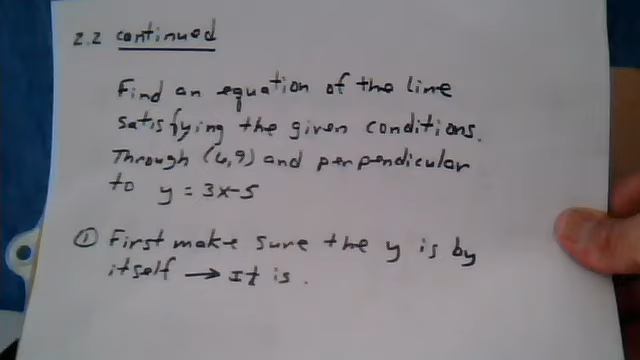 2.2 continued
Find an equation of the line
satisfying the given conditions.
Through (6,9) and perpendicular
to y = 3x-5
① First make sure the y is by
itself → It is.